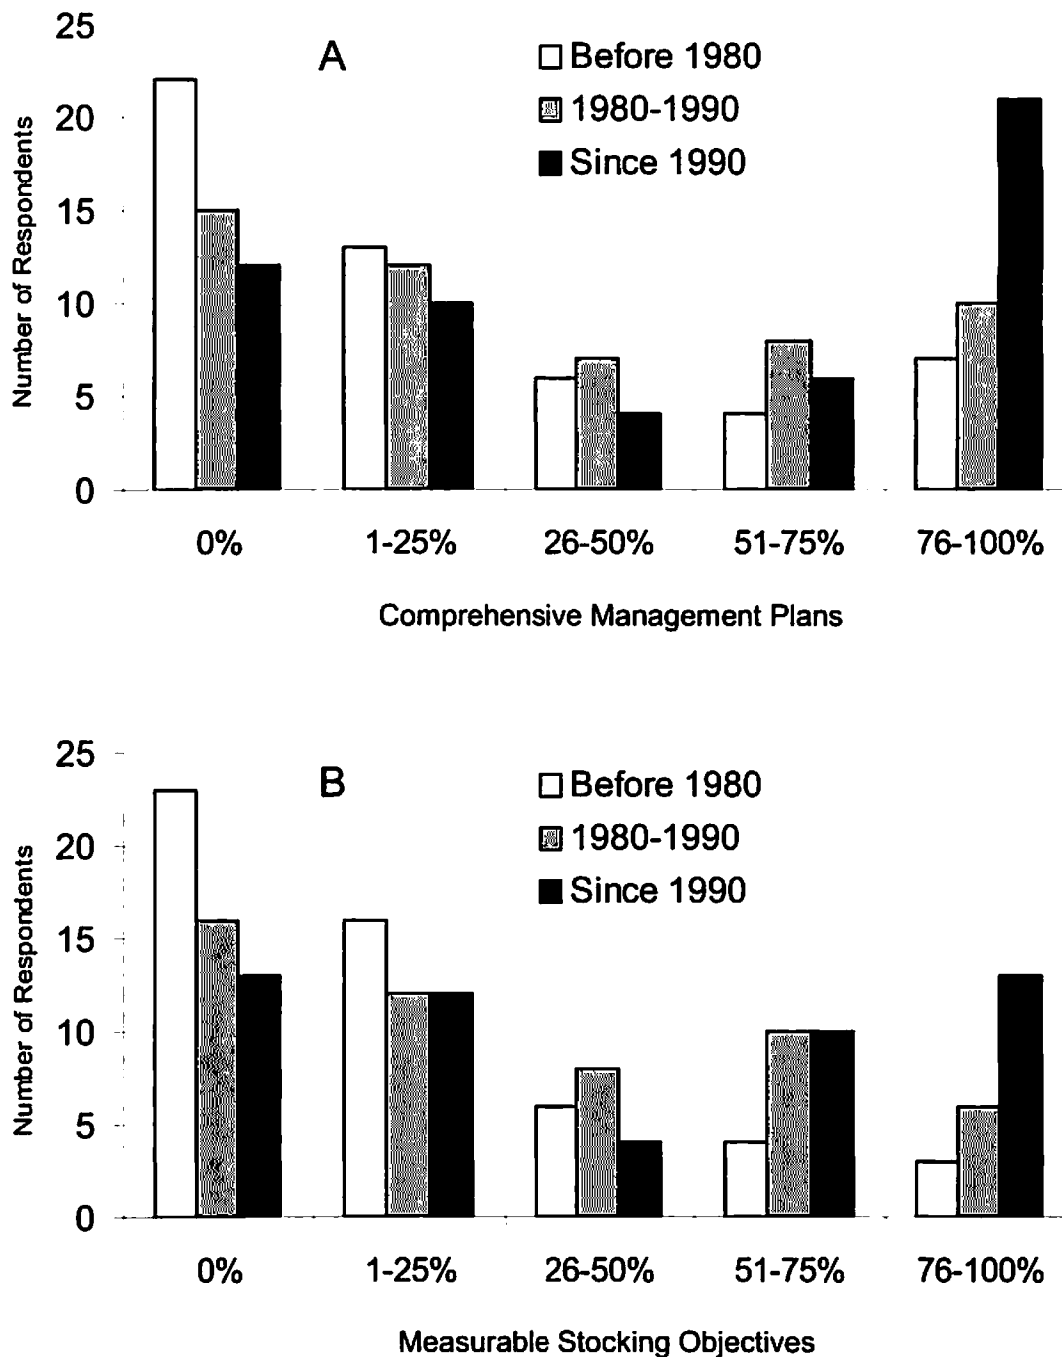 25
A
Before 1980
20
1980-1990
Since 1990
15
10
5
0
Number of Respondents
0% 1-25% 26-50% 51-75% 76-100%
Comprehensive Management Plans
25
B
Before 1980
20
1980-1990
Since 1990
15
10
5
0
Number of Respondents
0% 1-25% 26-50% 51-75% 76-100%
Measurable Stocking Objectives